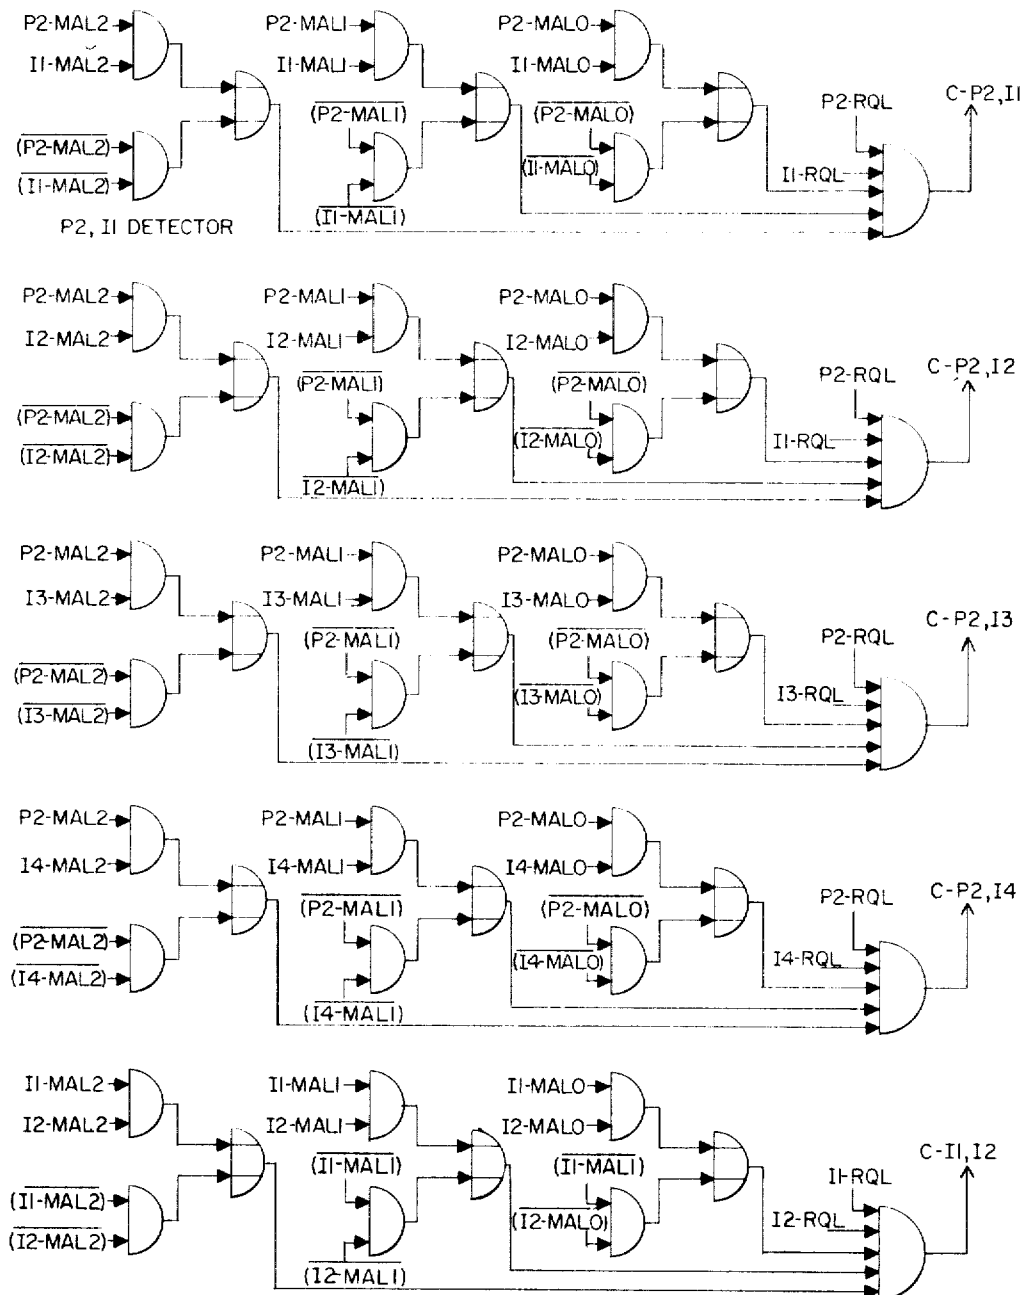 P2-MAL2 P2-MAL1 P2-MAL0
I1-MAL2 I1-MAL1 I1-MAL0
P2-RQL C-P2,I1
(P2-MAL1) (P2-MAL0)
(P2-MAL2)
(I1-MAL2) (I1-MAL0) I1-RQL
(I1-MAL1)
P2, I1 DETECTOR
P2-MAL2 P2-MAL1 P2-MAL0
I2-MAL2 I2-MAL1 I2-MAL0
P2-RQL C-P2,I2
(P2-MAL1) (P2-MAL0)
(P2-MAL2)
(I2-MAL2) (I2-MAL0) I1-RQL
I2-MAL1)
P2-MAL2 P2-MAL1 P2-MAL0
I3-MAL2 I3-MAL1 I3-MAL0
(P2-MAL1) (P2-MAL0) P2-RQL C-P2,I3
(P2-MAL2)
(I3-MAL2) (I3-MAL0) I3-RQL
(I3-MAL1)
P2-MAL2 P2-MAL1 P2-MAL0
I4-MAL2 I4-MAL1 I4-MAL0
(P2-MAL1) (P2-MAL0) P2-RQL C-P2,I4
(P2-MAL2)
(I4-MAL2) (I4-MAL0) I4-RQL
(I4-MAL1)
I1-MAL2 I1-MAL1 I1-MAL0
I2-MAL2 I2-MAL1 I2-MAL0
(I1-MAL1) (I1-MAL1) I1-RQL C-I1,I2
(I1-MAL2)
(I2-MAL2) (I2-MAL0) I2-RQL
(I2-MAL1)